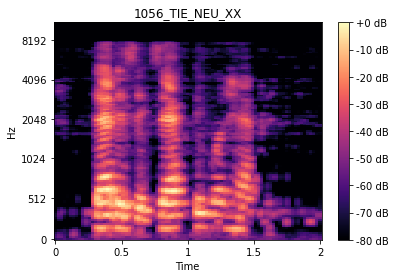 1056_TIE_NEU_XX
+0 dB
8192
-10 dB
4096
-20 dB
-30 dB
2048
-40 dB
Hz
1024
-50 dB
-60 dB
512
-70 dB
0
-80 dB
0 0.5 1 1.5 2
Time